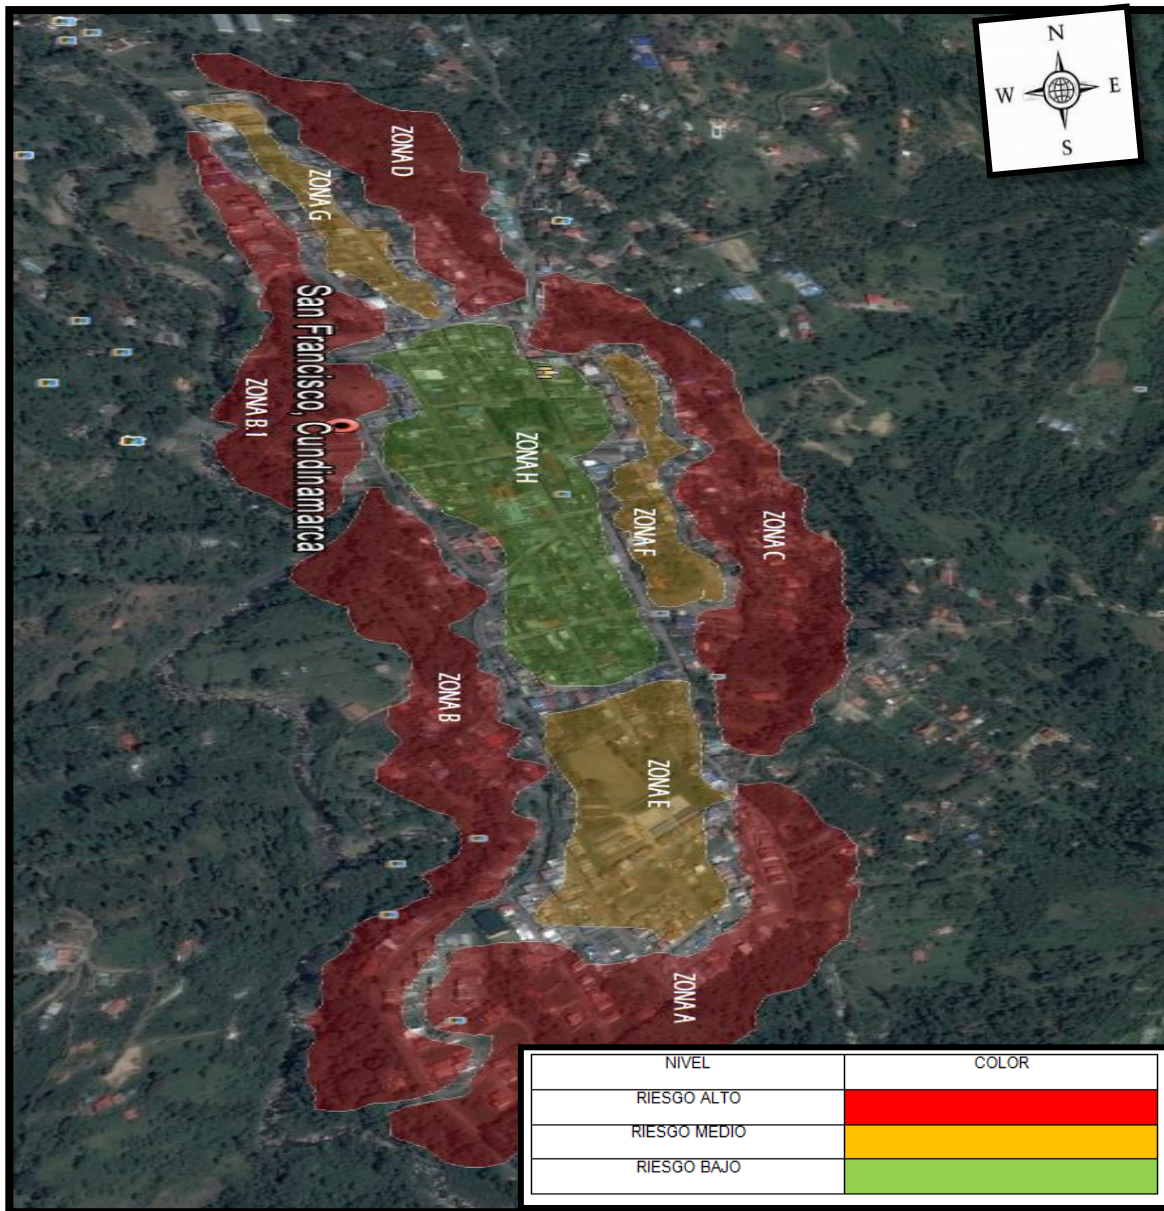 N
W E
S
ZONA D
ZONA G
San Francisco, Cundinamarca
ZONA B.1
ZONA H
ZONA F
ZONA C
ZONA B
ZONA E
ZONA A
NIVEL COLOR
RIESGO ALTO
RIESGO MEDIO
RIESGO BAJO